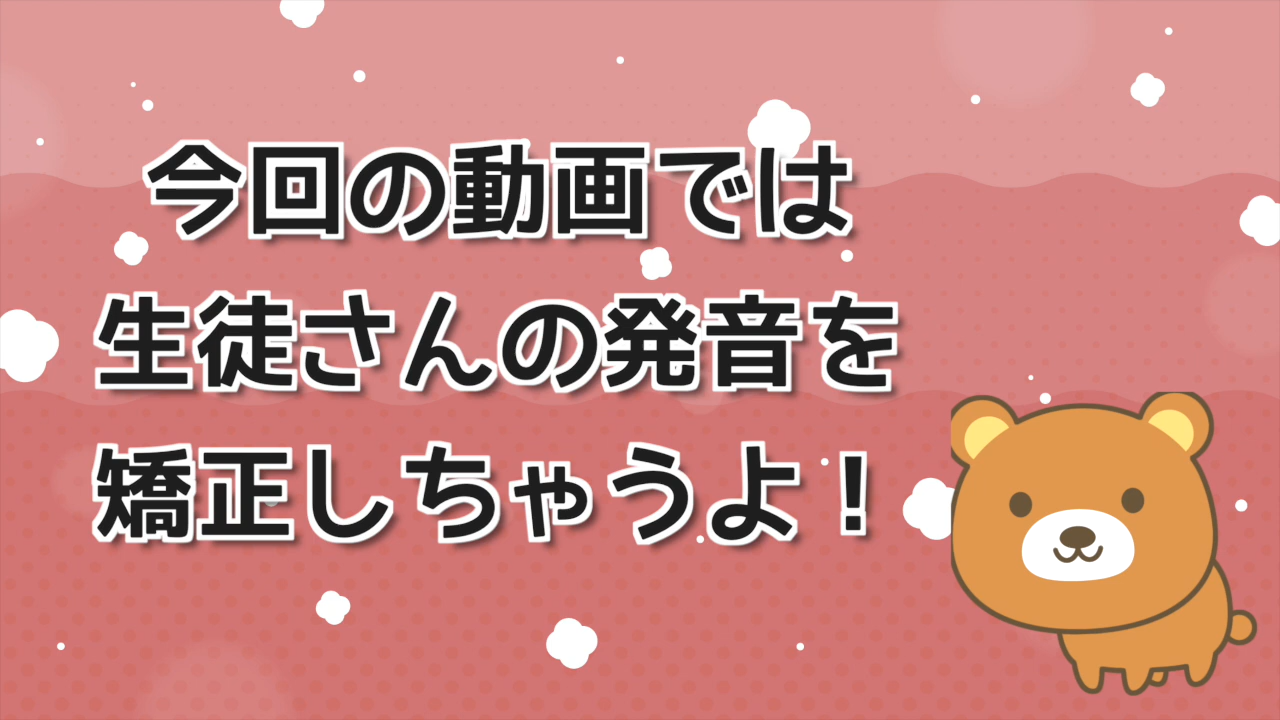 今回の動画では
生徒さんの発音を
矯正しちゃうよ！